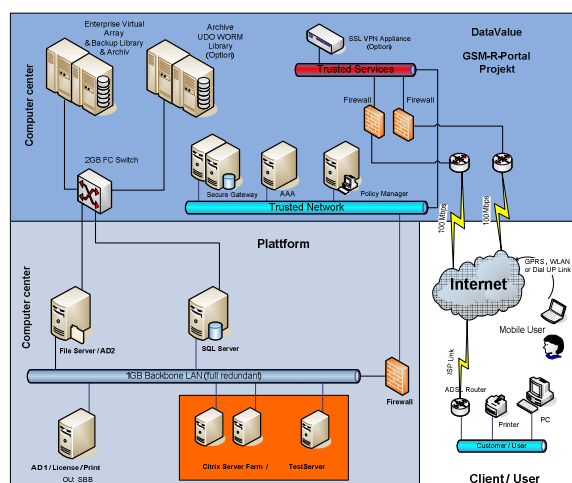 Enterprise Virtual
Array
& Backup Library
& Archiv
Archive
UDO WORM
Library
(Option)
SSL VPN Appliance
(Option)
DataValue
GSM-R-Portal
Projekt
Trusted Services
Firewall
Firewall
Computer center
2GB FC Switch
Secure Gateway
AAA
Policy Manager
Trusted Network
100 Mbps
100 Mbps
Plattform
Computer center
Internet
GPRS , WLAN
or Dial UP Link
Mobile User
File Server / AD2
SQL Server
1GB Backbone LAN (full redundant)
Firewall
ISP Link
ADSL Router
Printer
PC
Customer / User
AD1 / License / Print
OU: SBB
Citrix Server Farm /
TestServer
Client / User